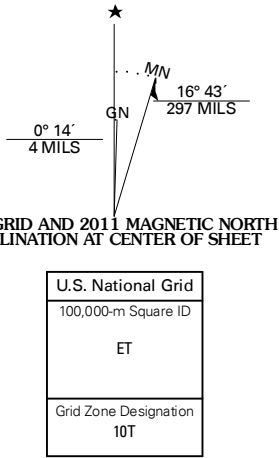 MN
16° 43´
297 MILS
GN
0° 14´
4 MILS
GRID AND 2011 MAGNETIC NORTH
LINATION AT CENTER OF SHEET
U.S. National Grid
100,000-m Square ID
ET
Grid Zone Designation
10T